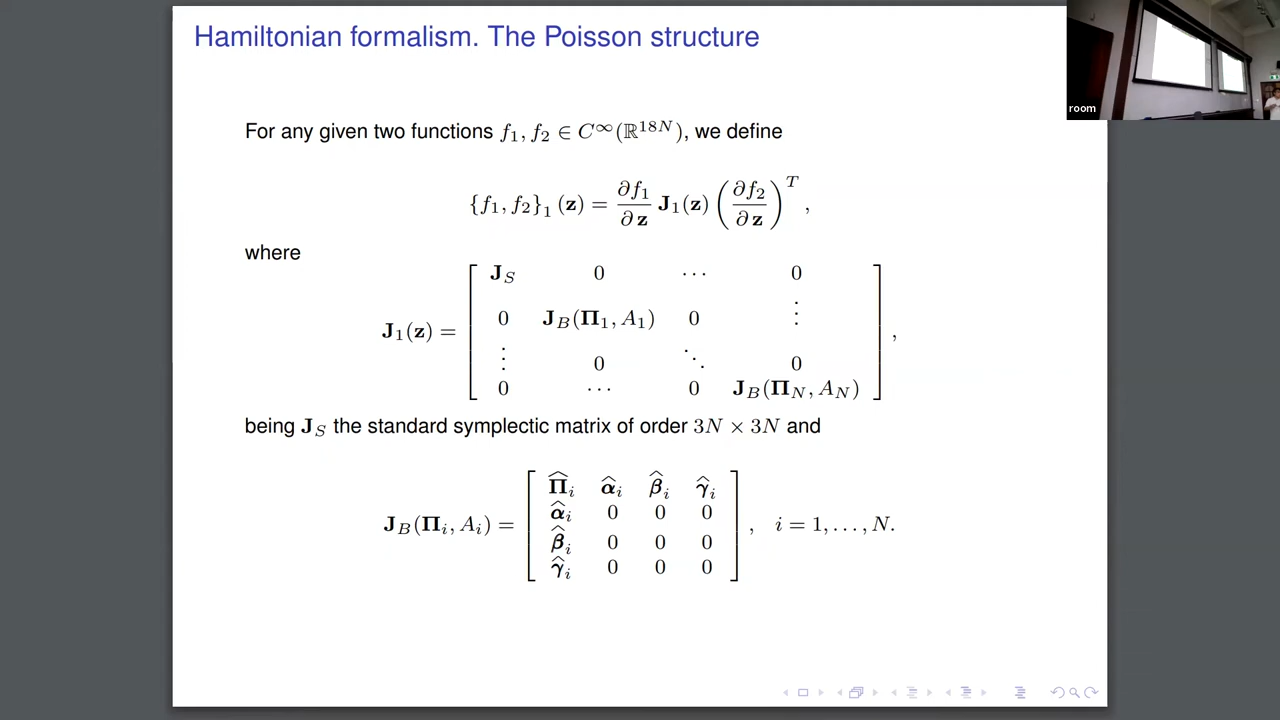 Hamiltonian formalism. The Poisson structure
room
For any given two functions f₁, f₂ ∈ C^∞(ℝ^{18N}), we define
{f₁, f₂}₁ (𝐳) = ∂f₁/∂𝐳 𝐉₁(𝐳) (∂f₂/∂𝐳)^T ,
where
𝐉₁(𝐳) = [ 𝐉_S 0 ⋯ 0
0 𝐉_B(𝚷₁, A₁) 0 ⋮
⋮ 0 ⋱ 0
0 ⋯ 0 𝐉_B(𝚷_N, A_N) ] ,
being 𝐉_S the standard symplectic matrix of order 3N × 3N and
𝐉_B(𝚷_i, A_i) = [ 𝚷̂_i 𝛂̂_i 𝛃̂_i 𝛄̂_i
𝛂̂_i 0 0 0
𝛃̂_i 0 0 0
𝛄̂_i 0 0 0 ] , i = 1, . . . , N.